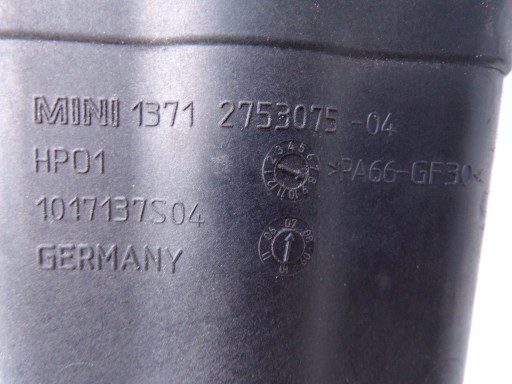 MINI 1371 2753075-04
HP01 >PA66-GF30<
1017137S04
GERMANY